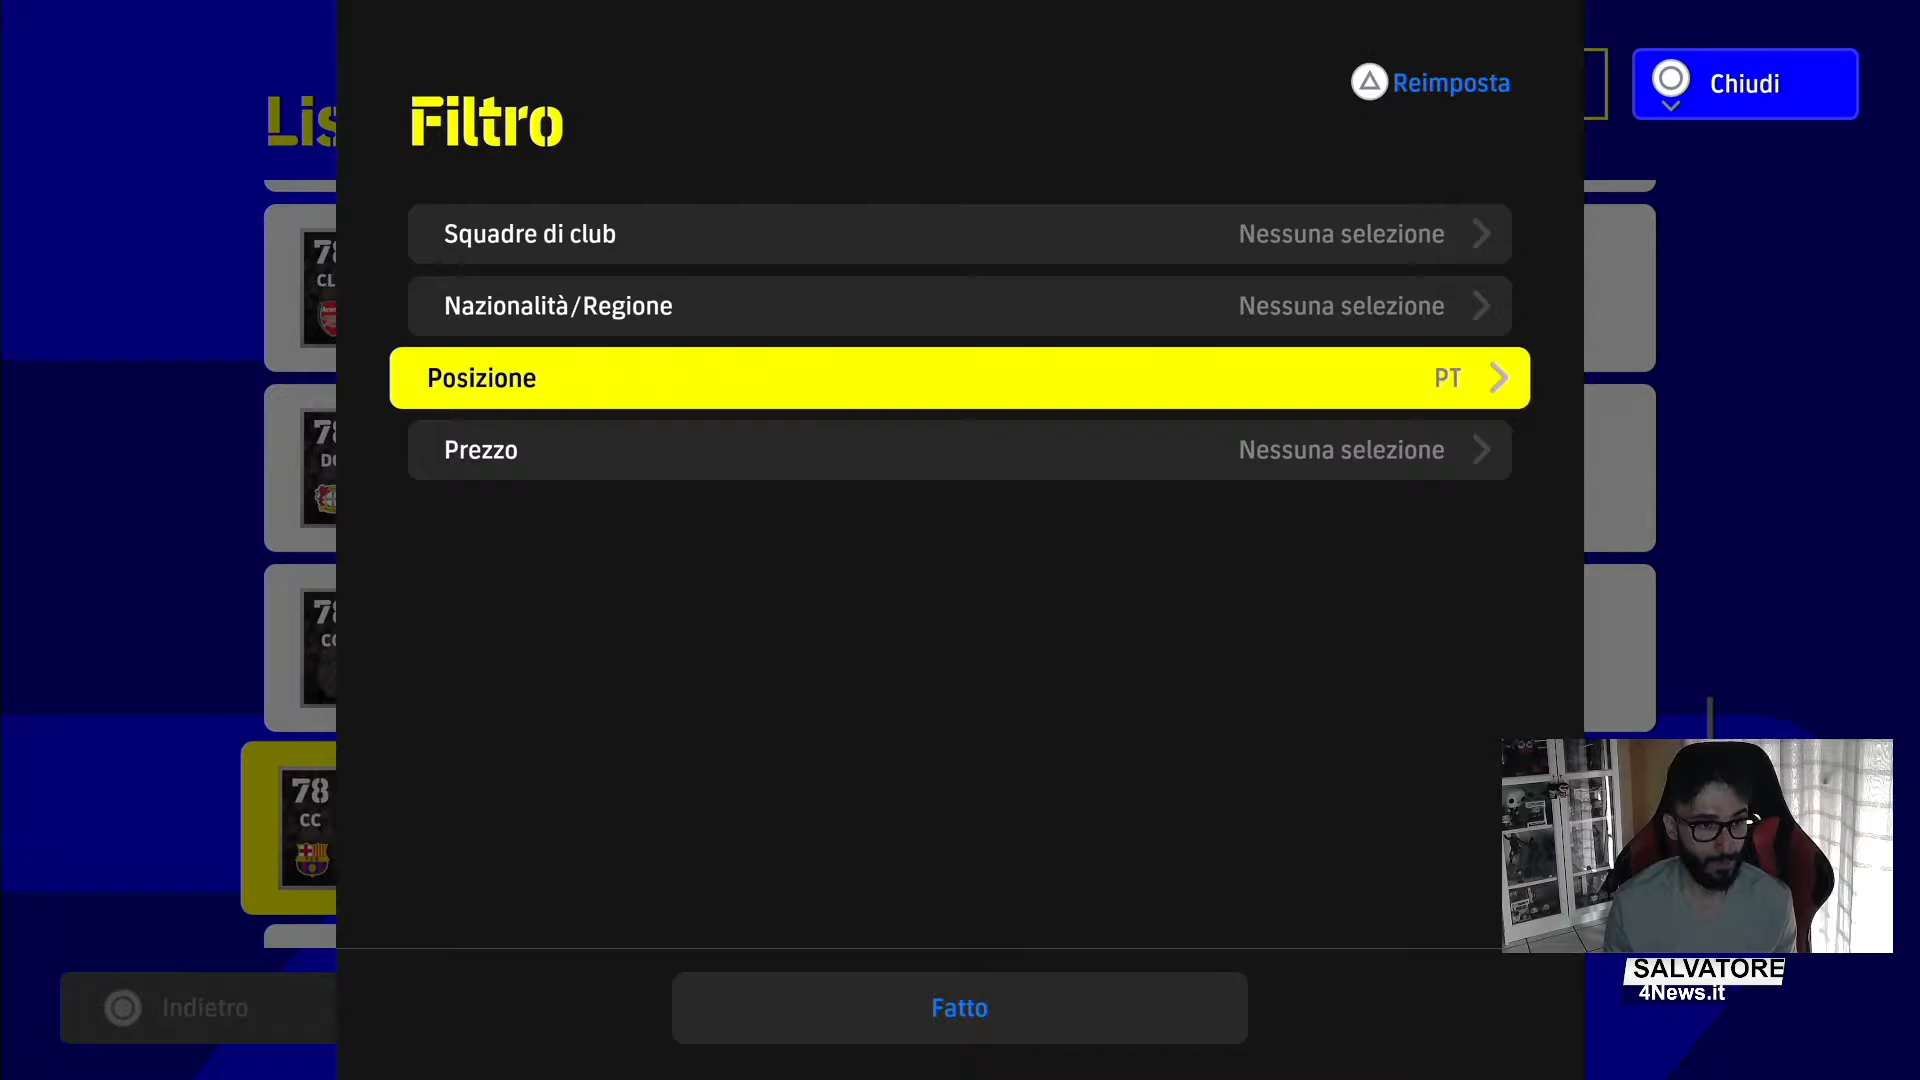 Lis
Filtro
Reimposta
Chiudi
Squadre di club Nessuna selezione
Nazionalità/Regione Nessuna selezione
Posizione PT
Prezzo Nessuna selezione
78
CC
Indietro
Fatto
SALVATORE
4News.it